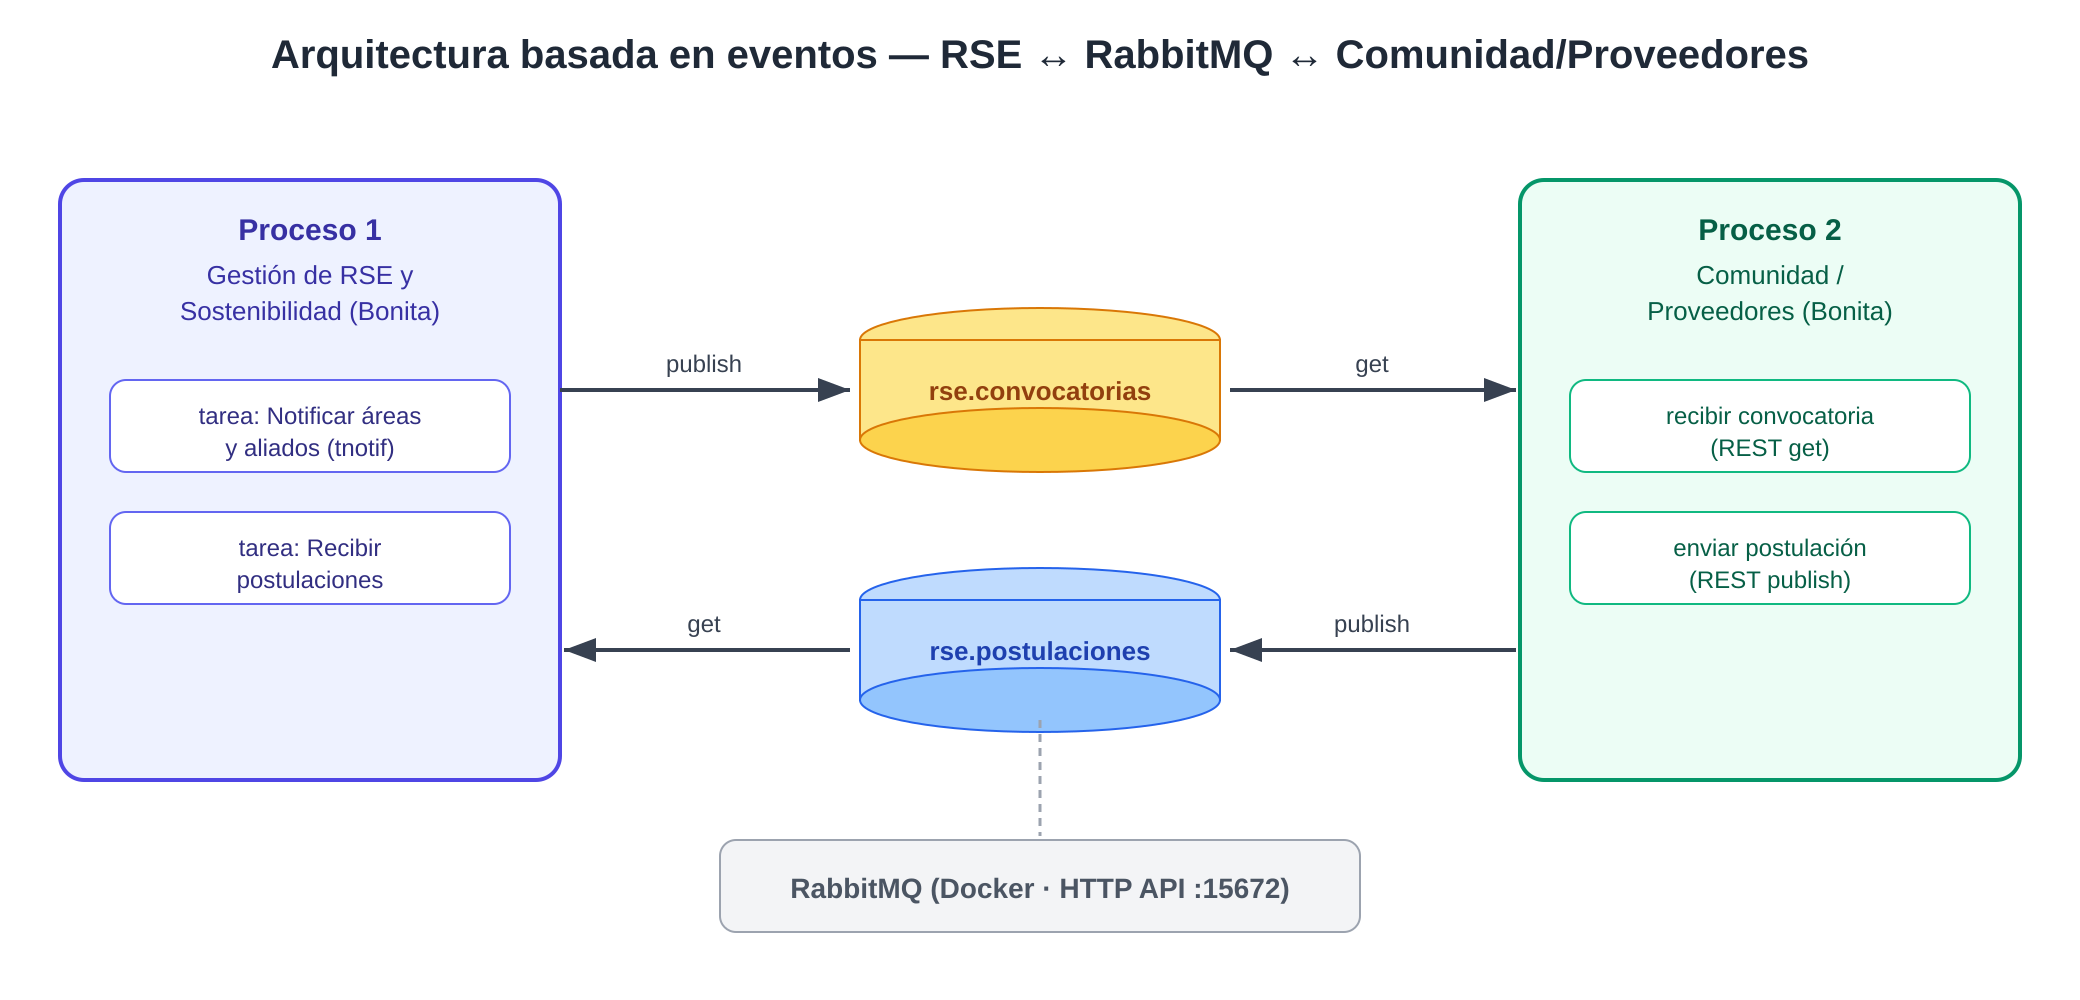 Arquitectura basada en eventos — RSE ↔ RabbitMQ ↔ Comunidad/Proveedores
Proceso 1
Gestión de RSE y
Sostenibilidad (Bonita)
tarea: Notificar áreas
y aliados (tnotif)
tarea: Recibir
postulaciones
publish
rse.convocatorias
get
get
rse.postulaciones
publish
Proceso 2
Comunidad /
Proveedores (Bonita)
recibir convocatoria
(REST get)
enviar postulación
(REST publish)
RabbitMQ (Docker · HTTP API :15672)